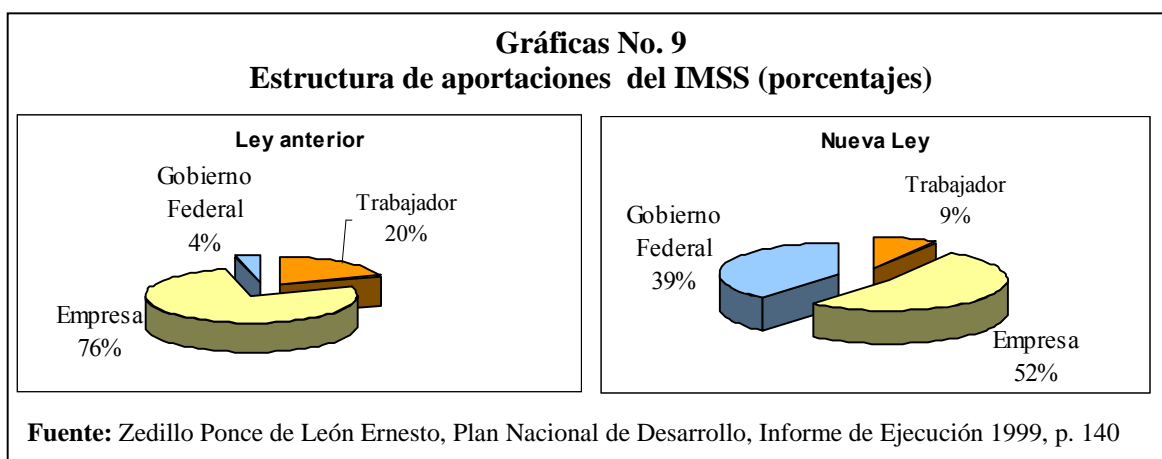 Gráficas No. 9
Estructura de aportaciones del IMSS (porcentajes)
Ley anterior
Gobierno
Federal
4%
Trabajador
20%
Empresa
76%
Nueva Ley
Trabajador
9%
Gobierno
Federal
39%
Empresa
52%
Fuente: Zedillo Ponce de León Ernesto, Plan Nacional de Desarrollo, Informe de Ejecución 1999, p. 140